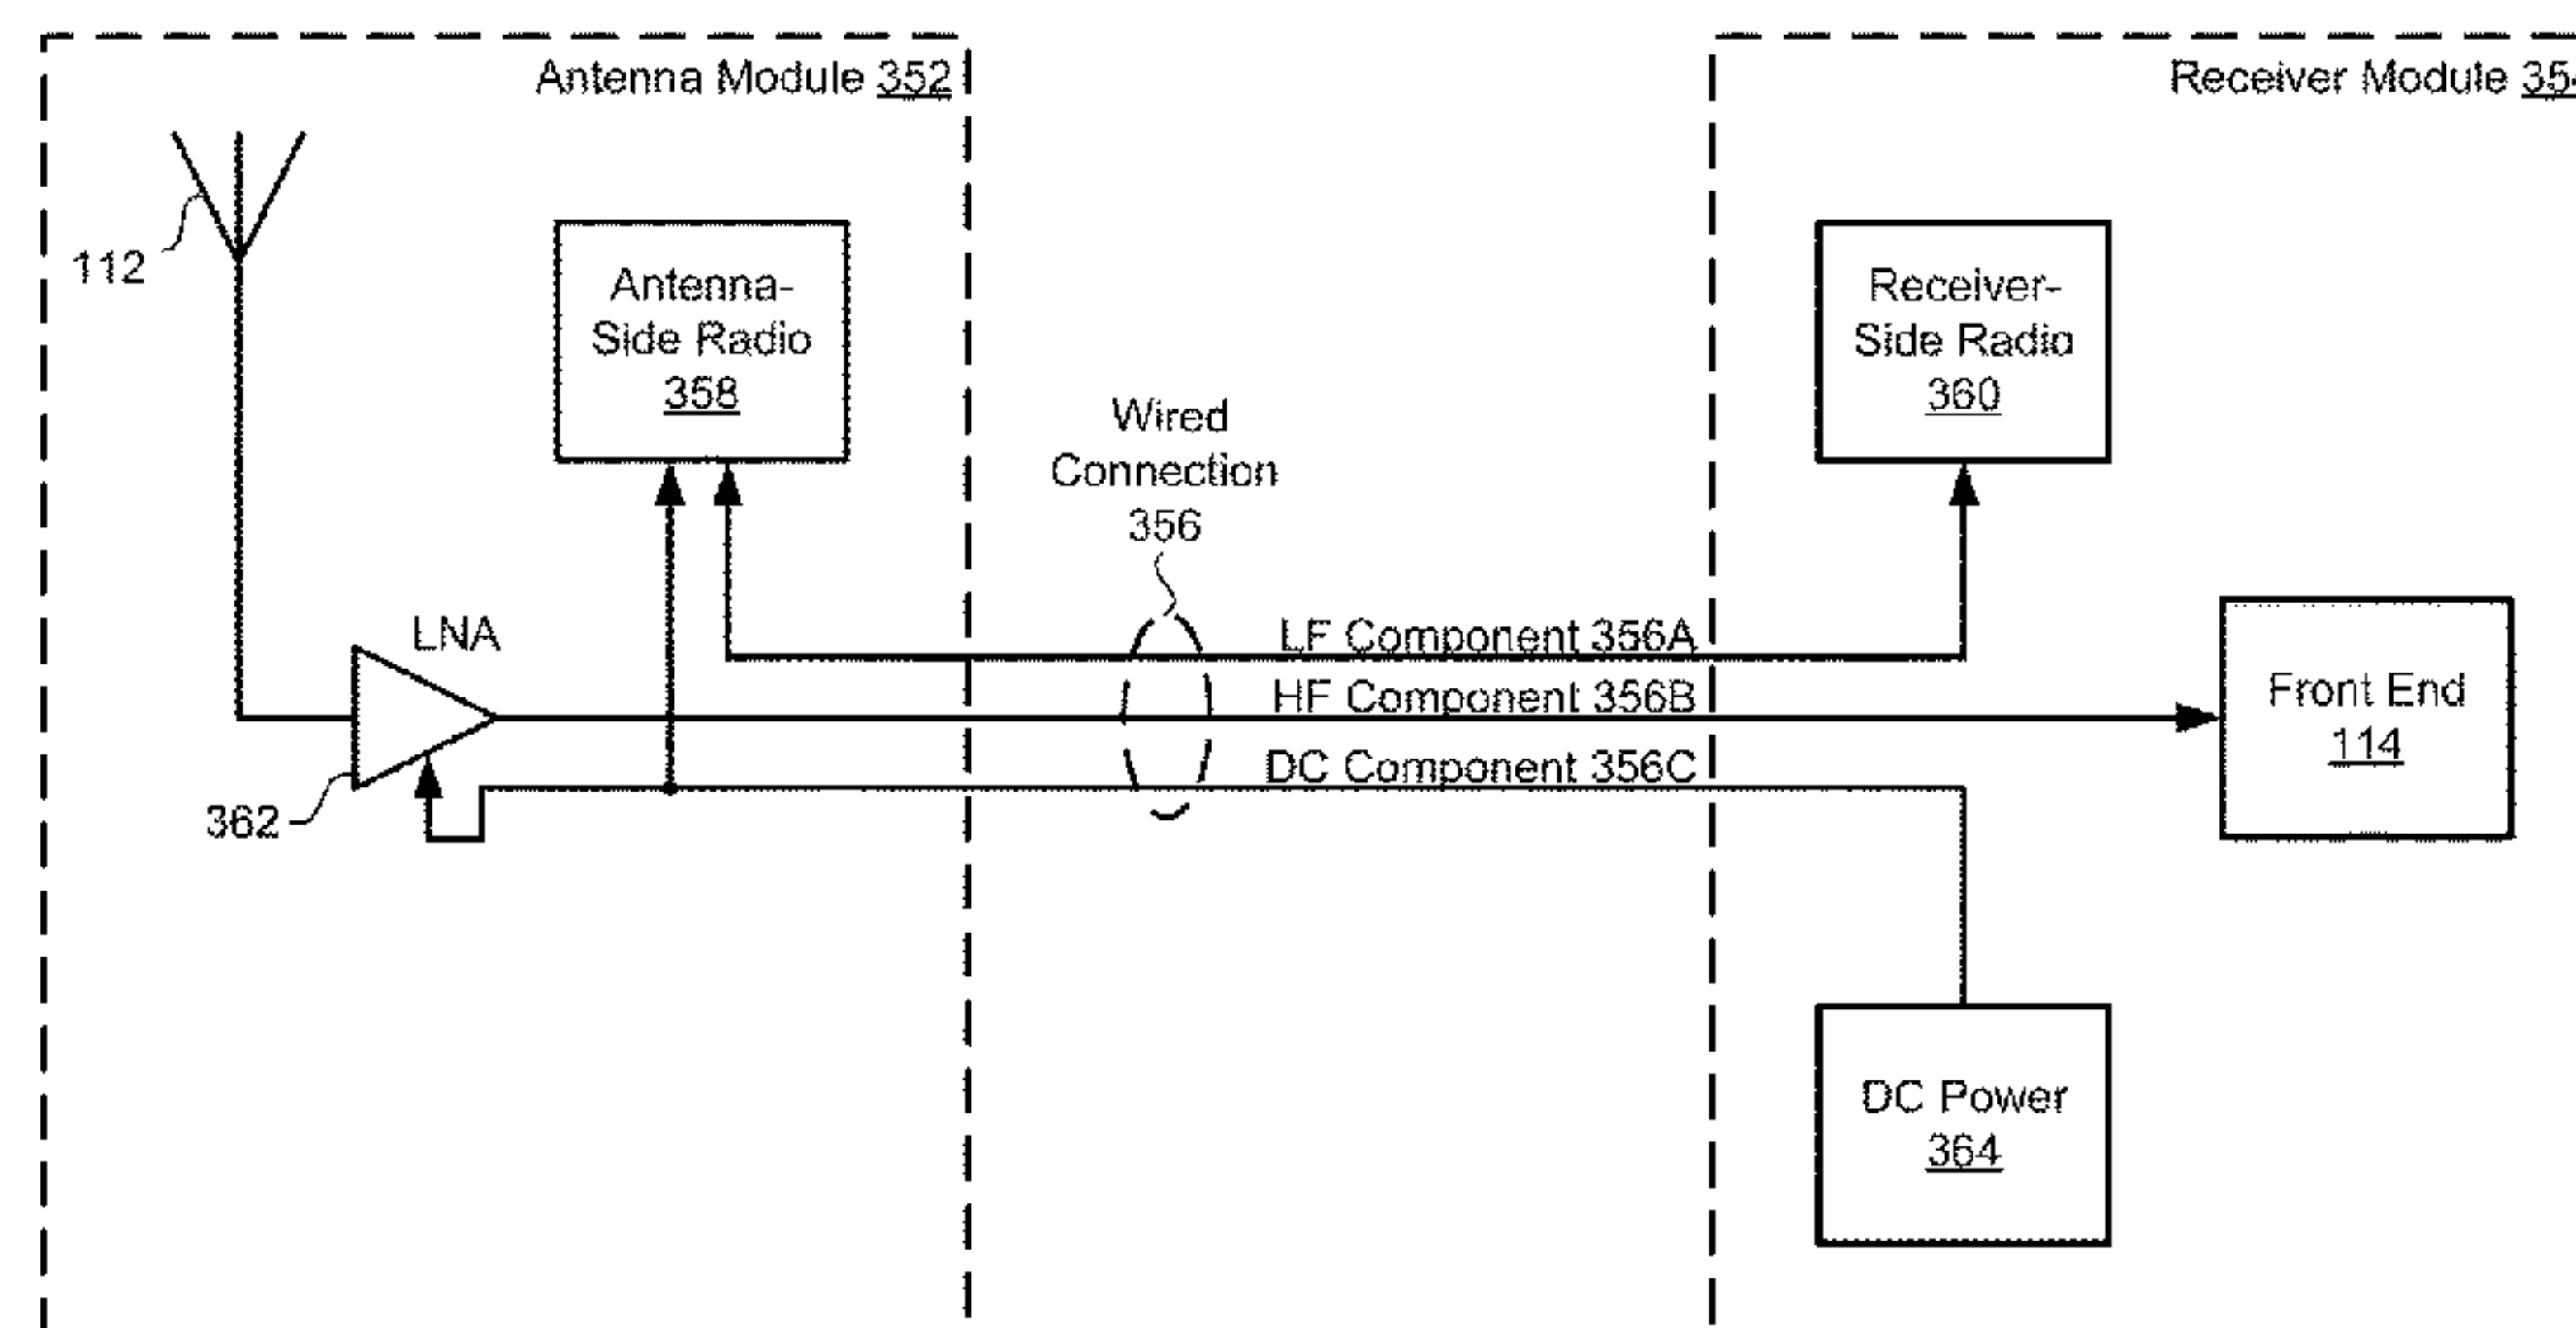 Antenna Module 352
Receiver Module 35
112
Antenna-
Side Radio
358
Receiver-
Side Radio
360
Wired
Connection
356
LNA
LF Component 356A
HF Component 356B
DC Component 356C
Front End
114
362
DC Power
364